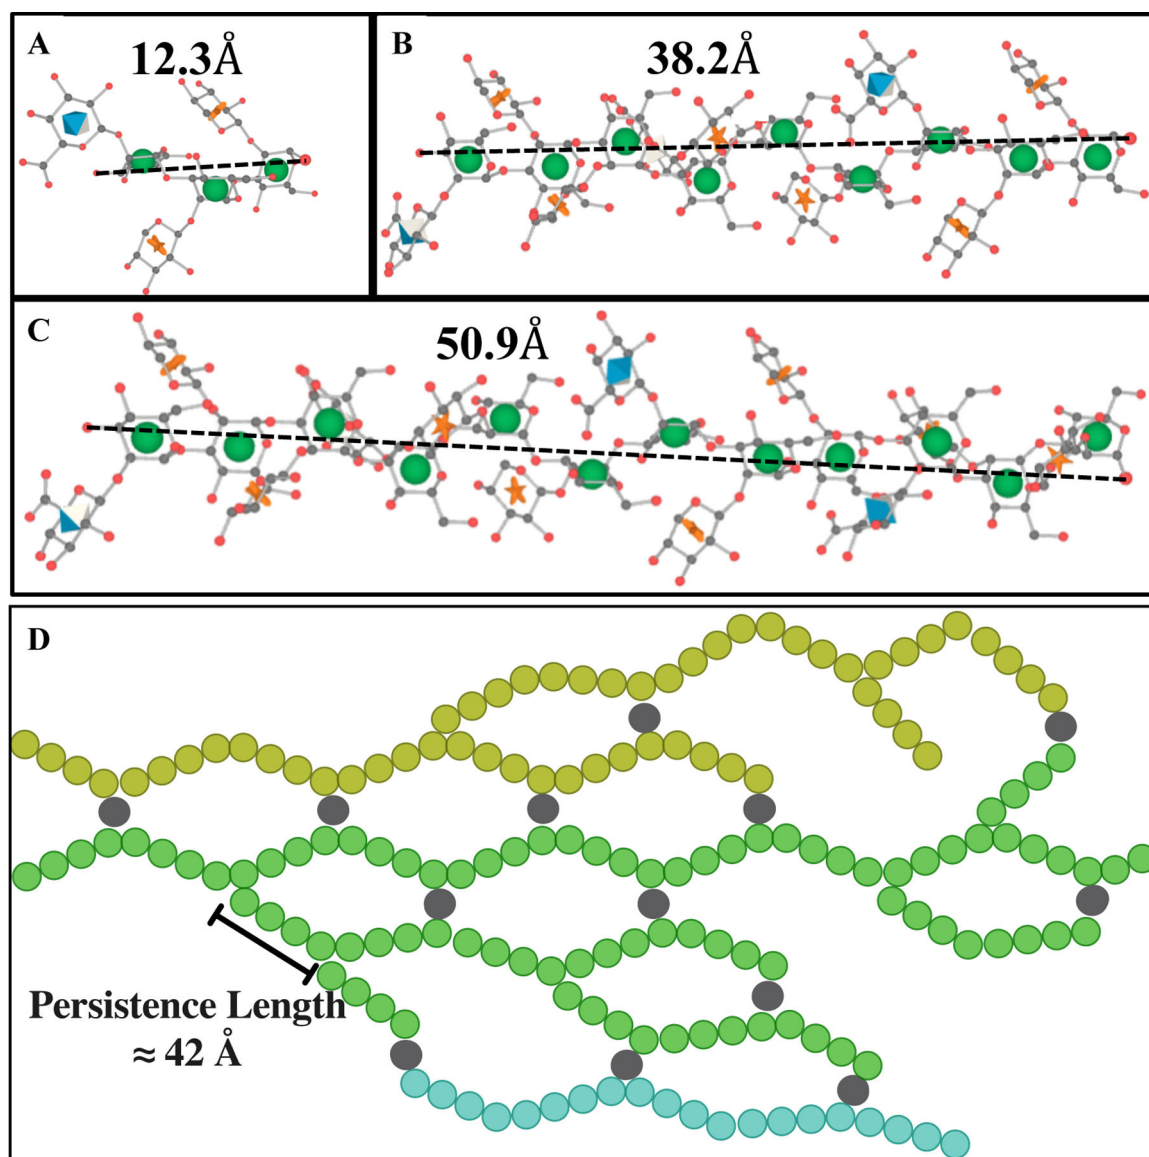 A
12.3Å
B
38.2Å
C
50.9Å
D
Persistence Length
≈ 42 Å